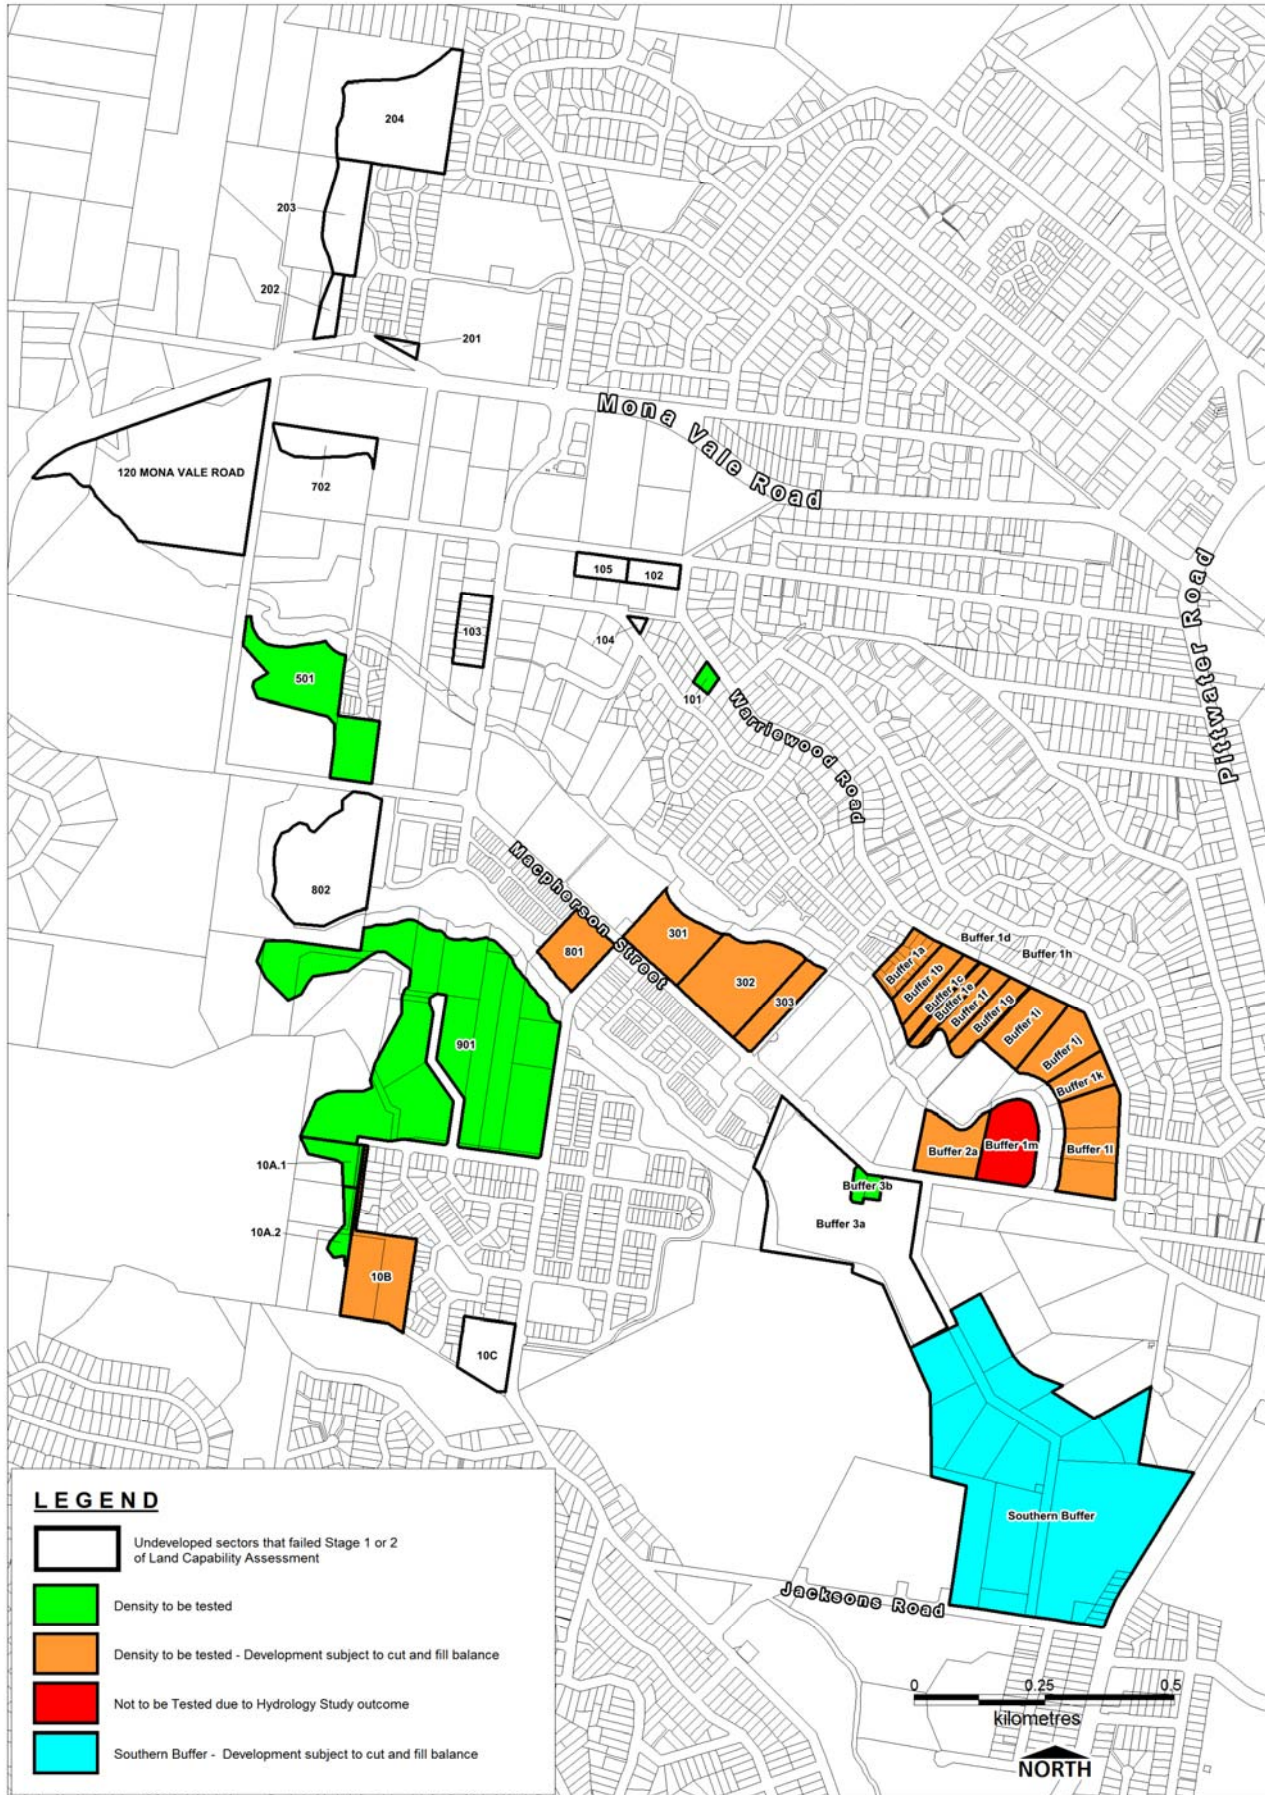 204
203
202
201
Mona Vale Road
120 MONA VALE ROAD
702
105
102
103
104
501
101
Warriewood Road
Pittwater Road
802
Macpherson Street
801
301
302
303
Buffer 1a
Buffer 1b
Buffer 1c
Buffer 1d
Buffer 1e
Buffer 1f
Buffer 1g
Buffer 1h
Buffer 1i
Buffer 1j
Buffer 1k
Buffer 1l
Buffer 1m
Buffer 2a
901
10A.1
10A.2
10B
10C
Buffer 3b
Buffer 3a
Southern Buffer
Jacksons Road
LEGEND
Undeveloped sectors that failed Stage 1 or 2
of Land Capability Assessment
Density to be tested
Density to be tested - Development subject to cut and fill balance
Not to be Tested due to Hydrology Study outcome
Southern Buffer - Development subject to cut and fill balance
0 0.25 0.5
kilometres
NORTH